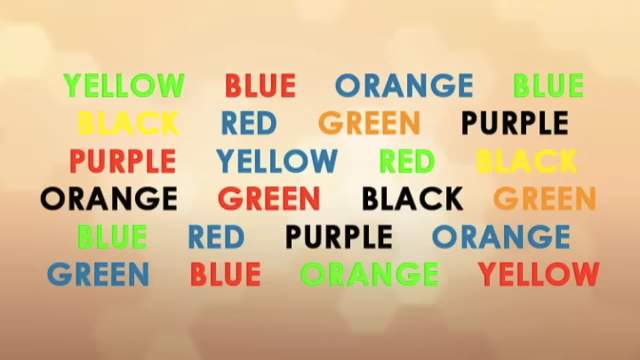 YELLOW BLUE ORANGE BLUE
BLACK RED GREEN PURPLE
PURPLE YELLOW RED BLACK
ORANGE GREEN BLACK GREEN
BLUE RED PURPLE ORANGE
GREEN BLUE ORANGE YELLOW